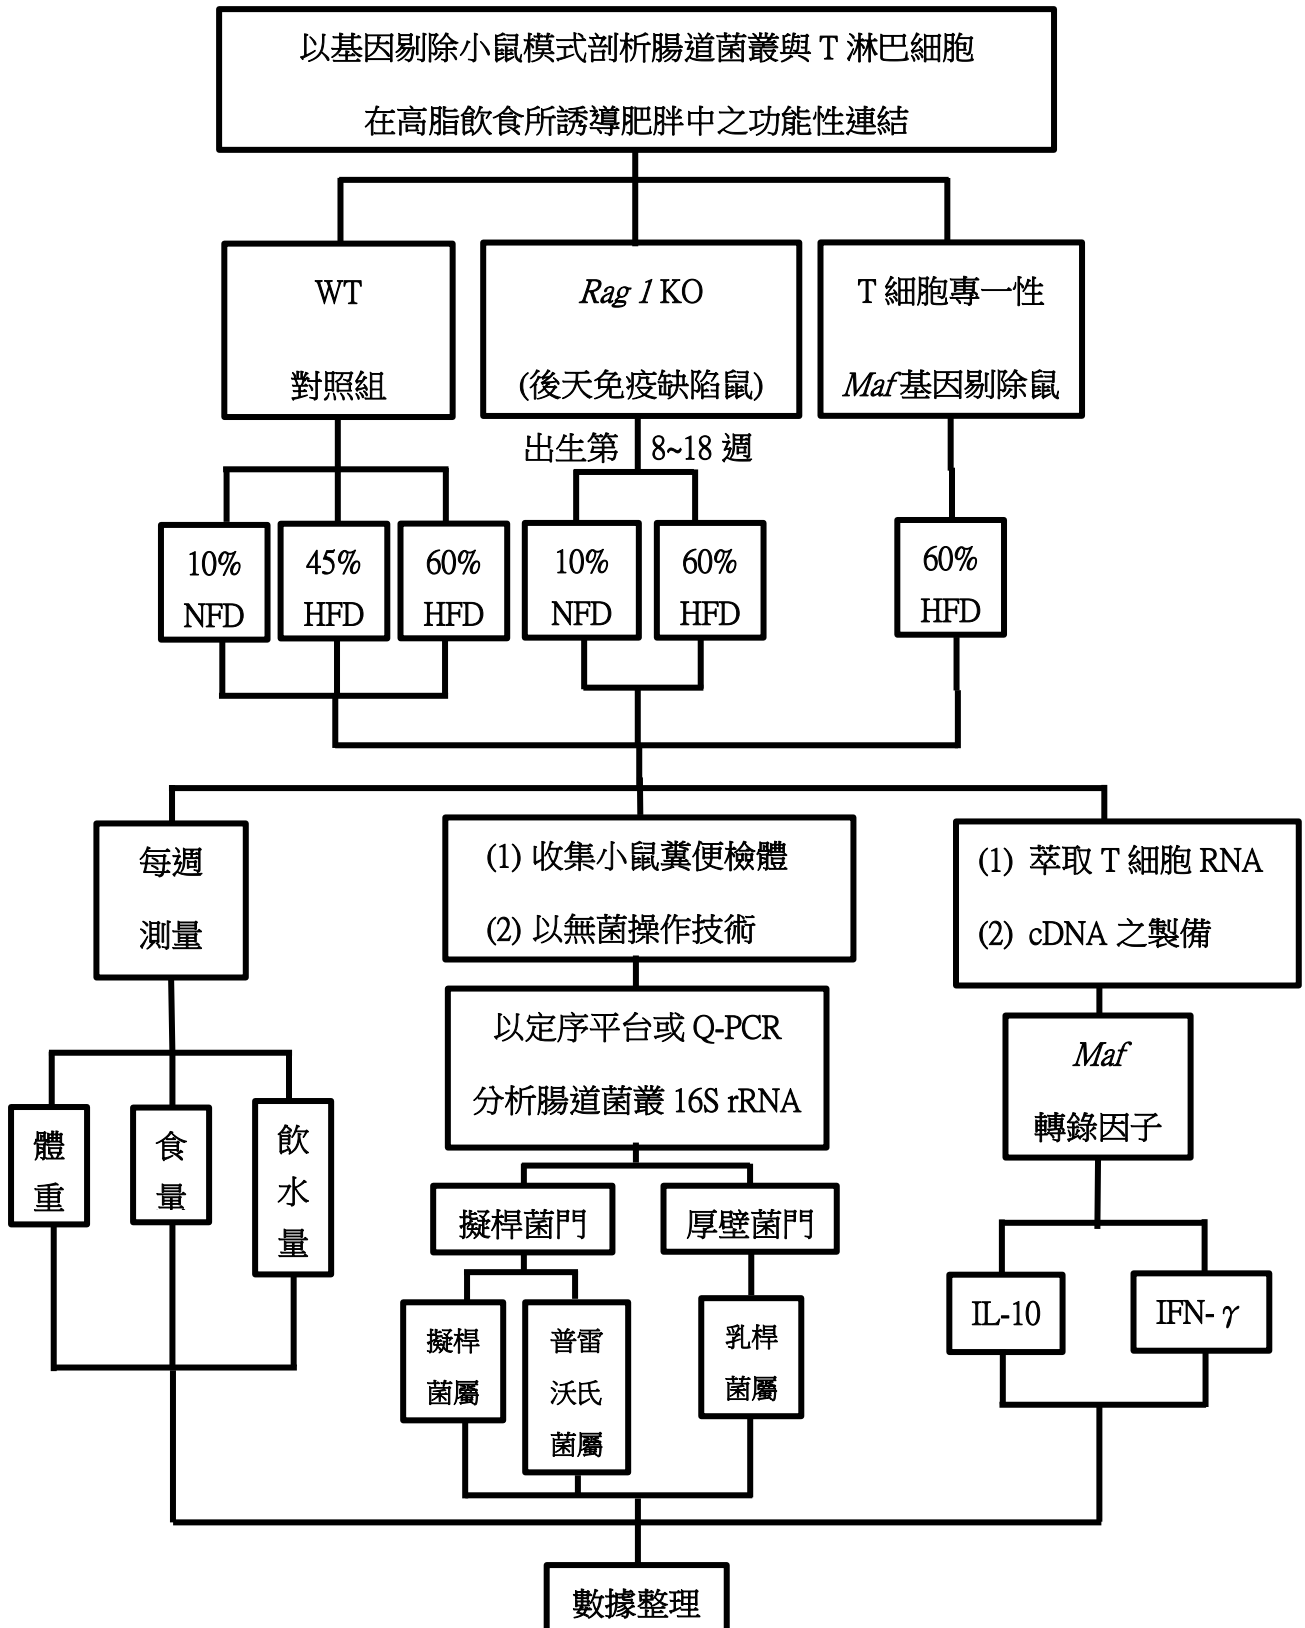 以基因剔除小鼠模式剖析腸道菌叢與 T 淋巴細胞
在高脂飲食所誘導肥胖中之功能性連結
WT
對照組
Rag 1 KO
(後天免疫缺陷鼠)
T 細胞專一性
Maf 基因剔除鼠
出生第 8~18 週
10%
NFD
45%
HFD
60%
HFD
10%
NFD
60%
HFD
60%
HFD
每週
測量
(1) 收集小鼠糞便檢體
(2) 以無菌操作技術
(1) 萃取 T 細胞 RNA
(2) cDNA 之製備
以定序平台或 Q-PCR
分析腸道菌叢 16S rRNA
Maf
轉錄因子
體
重
食
量
飲
水
量
擬桿菌門
厚壁菌門
擬桿
菌屬
普雷
沃氏
菌屬
乳桿
菌屬
IL-10
IFN-γ
數據整理